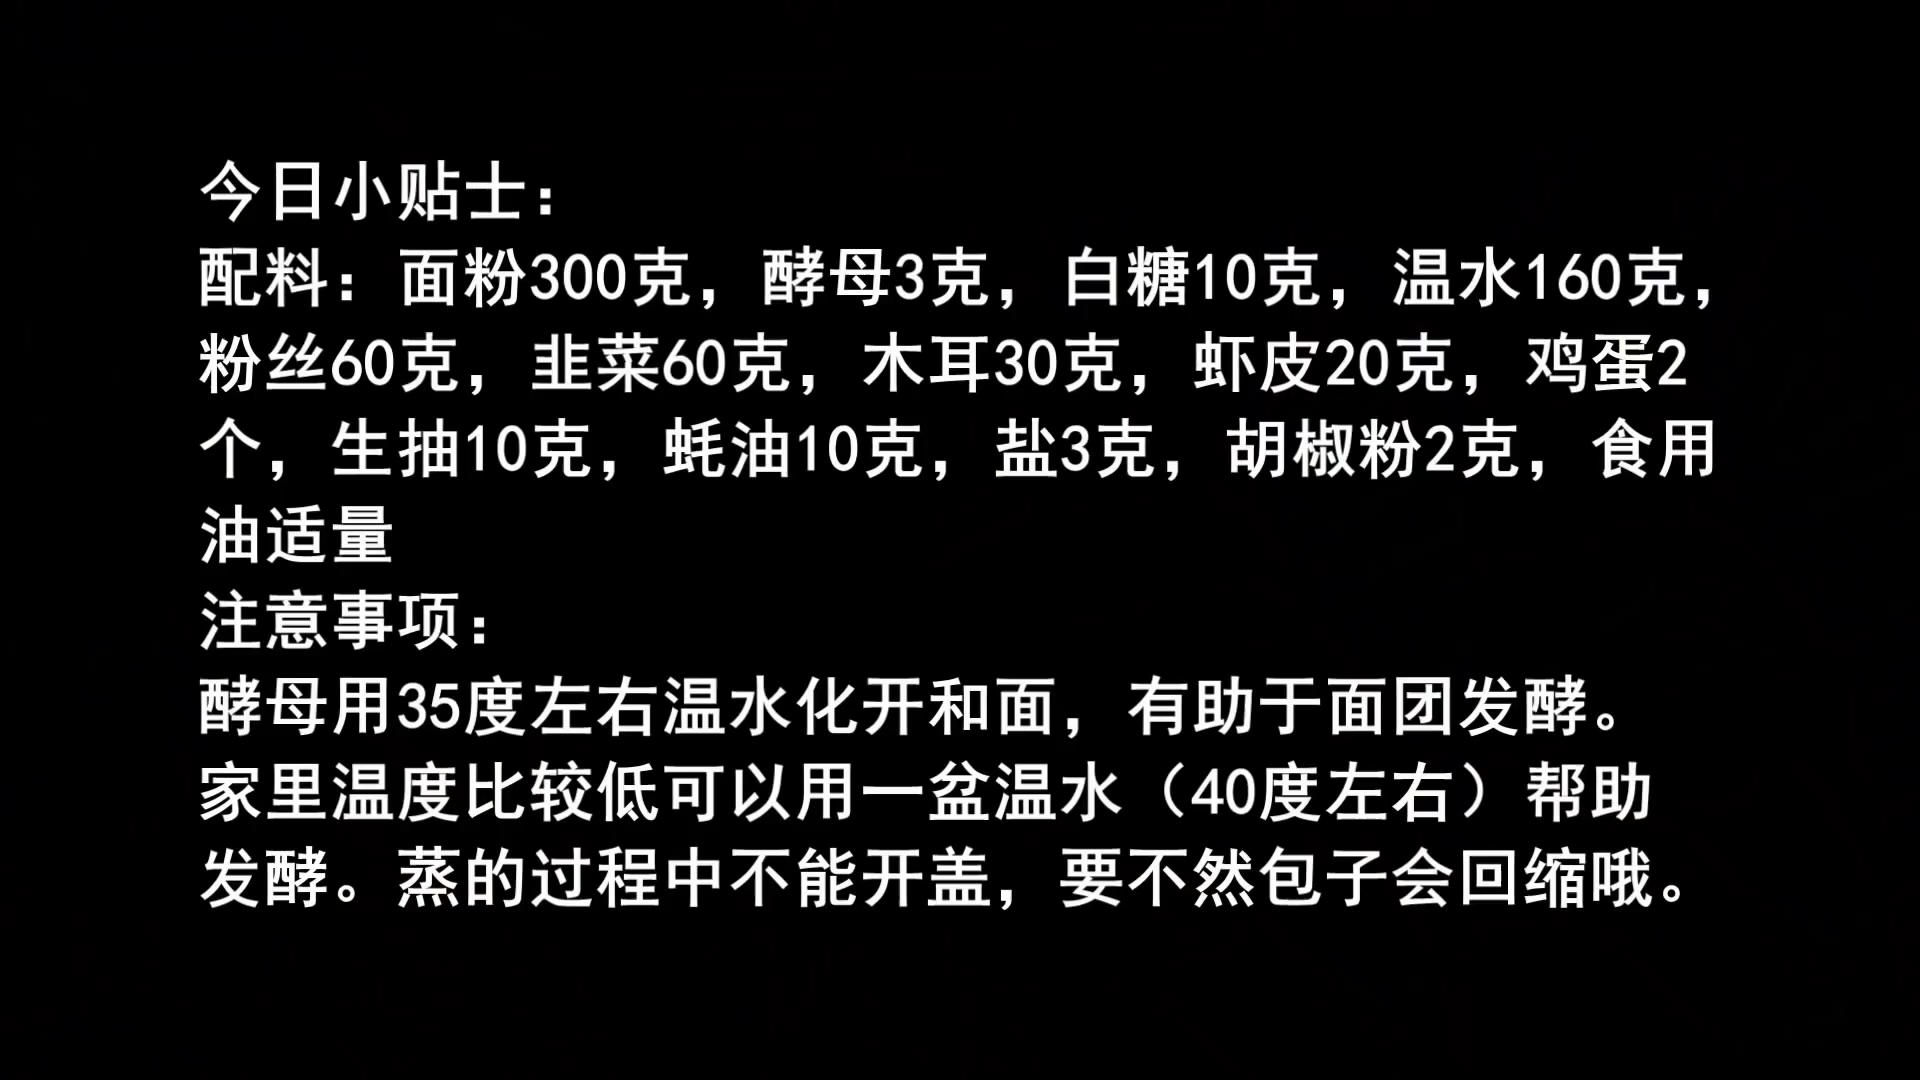 今日小贴士：
配料：面粉300克，酵母3克，白糖10克，温水160克，
粉丝60克，韭菜60克，木耳30克，虾皮20克，鸡蛋2
个，生抽10克，蚝油10克，盐3克，胡椒粉2克，食用
油适量
注意事项：
酵母用35度左右温水化开和面，有助于面团发酵。
家里温度比较低可以用一盆温水（40度左右）帮助
发酵。蒸的过程中不能开盖，要不然包子会回缩哦。